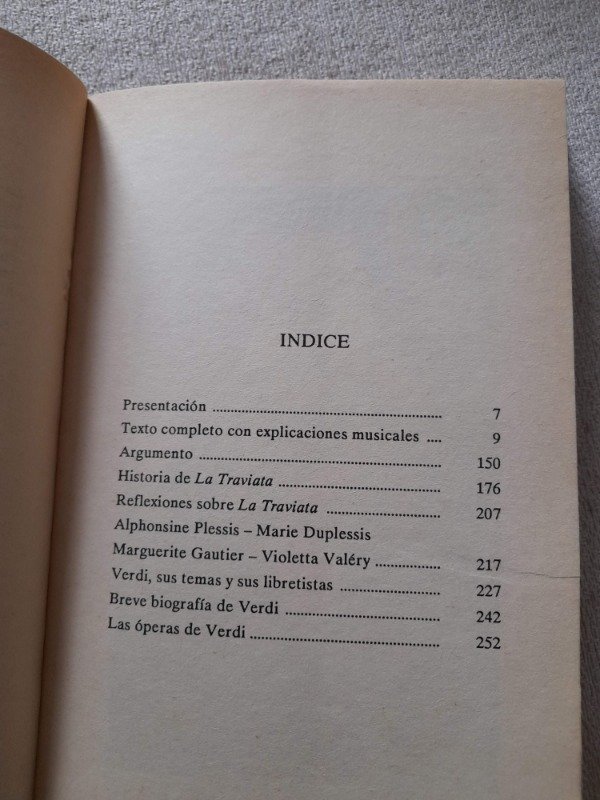 INDICE
Presentación ........................................................ 7
Texto completo con explicaciones musicales .... 9
Argumento ............................................................ 150
Historia de La Traviata ......................................... 176
Reflexiones sobre La Traviata .............................. 207
Alphonsine Plessis – Marie Duplessis
Marguerite Gautier – Violetta Valéry ................ 217
Verdi, sus temas y sus libretistas .......................... 227
Breve biografía de Verdi ...................................... 242
Las óperas de Verdi .............................................. 252